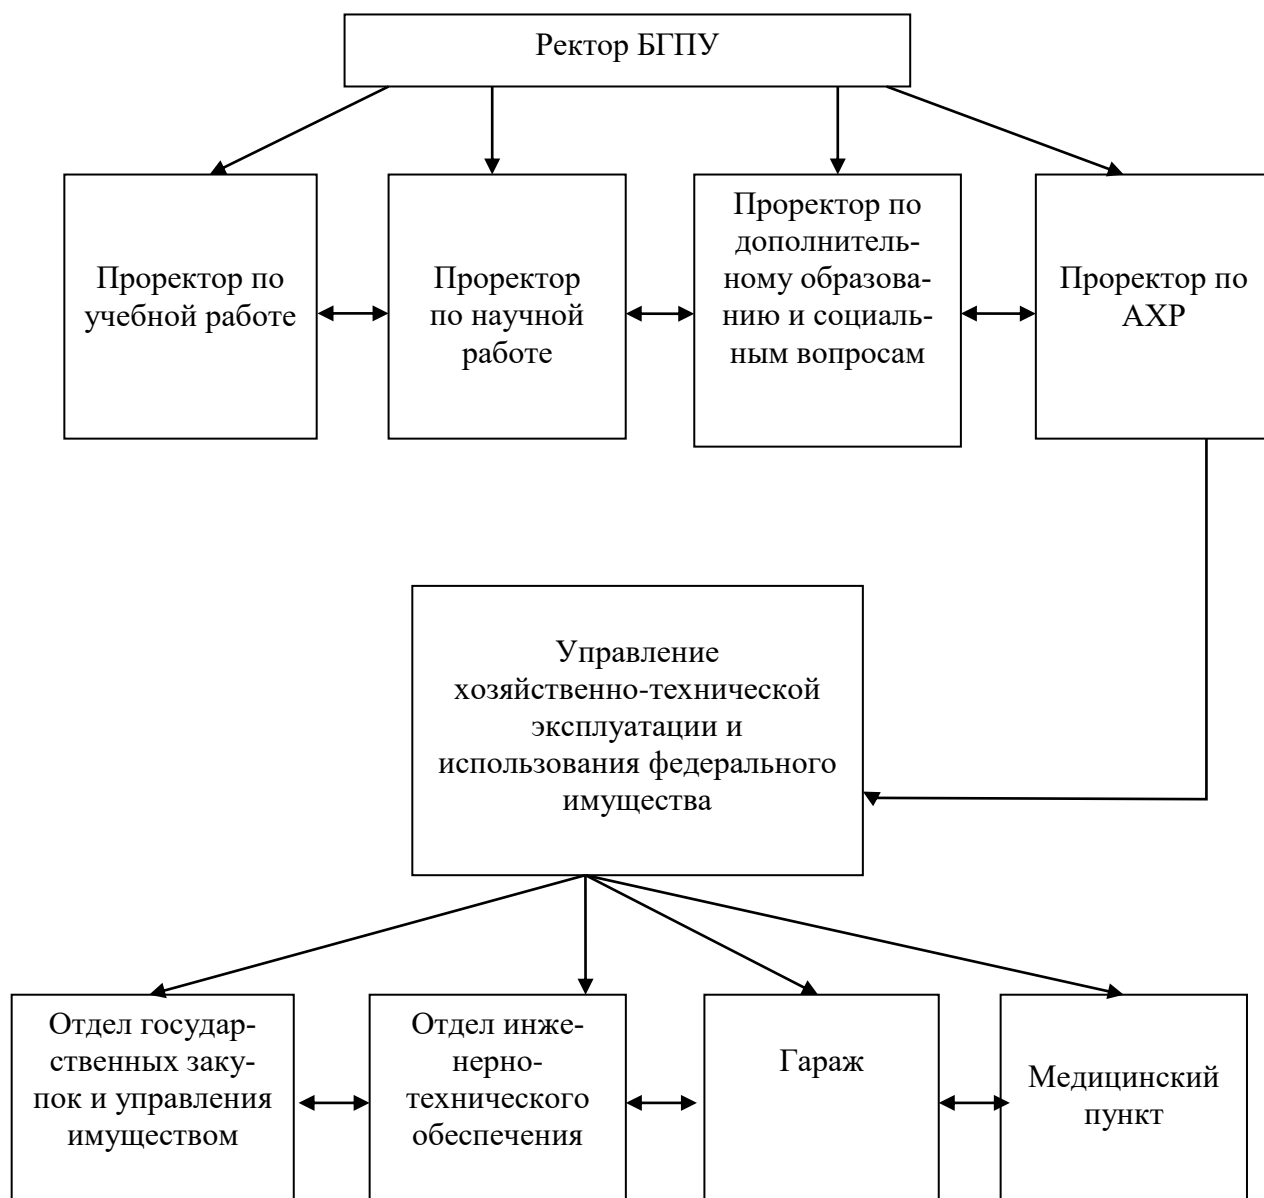 Ректор БГПУ
Проректор по
учебной работе
Проректор
по научной
работе
Проректор по
дополнитель-
ному образова-
нию и социаль-
ным вопросам
Проректор по
АХР
Управление
хозяйственно-технической
эксплуатации и
использования федерального
имущества
Отдел государ-
ственных заку-
пок и управления
имуществом
Отдел инже-
нерно-
технического
обеспечения
Гараж
Медицинский
пункт